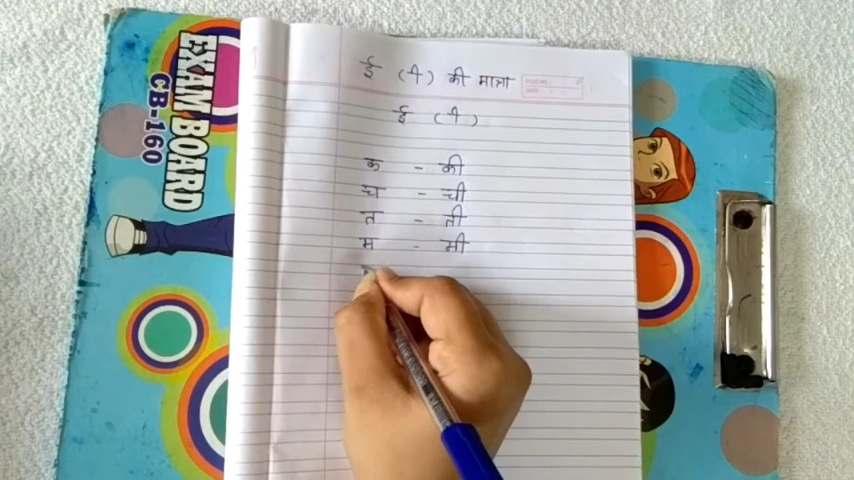 ई (ी) की मात्रा
ई (ी)
क - की
च - ची
त - ती
म - मी
EXAM BOARD
CB-160